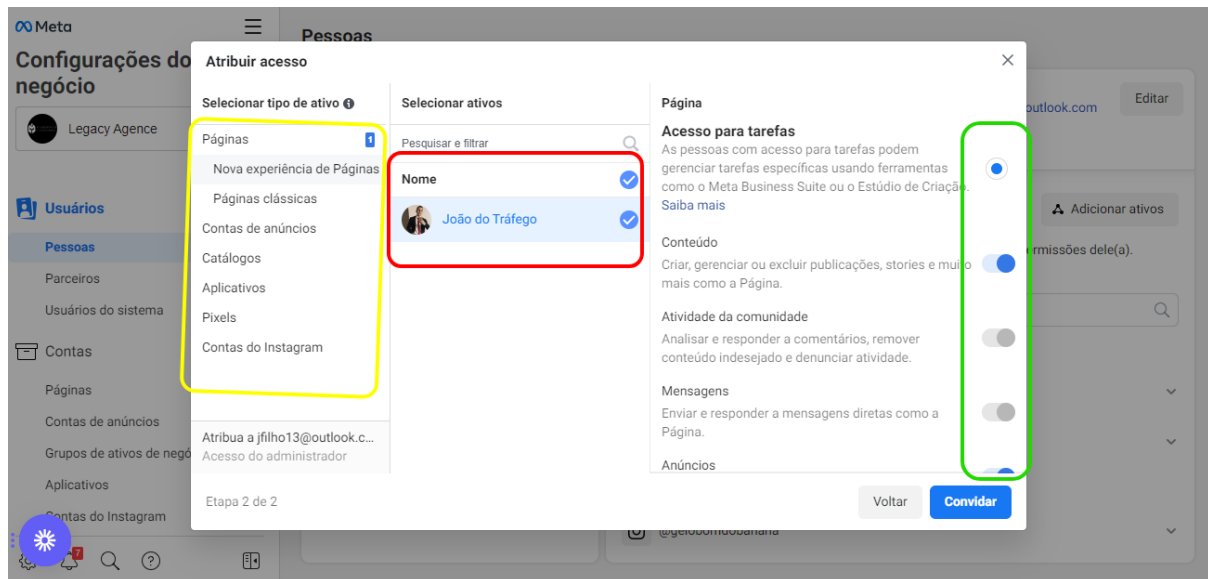 Meta
Configurações do
negócio
Legacy Agence
Usuários
Pessoas
Parceiros
Usuários do sistema
Contas
Páginas
Contas de anúncios
Grupos de ativos de negó
Aplicativos
Contas do Instagram
7
Pessoas
outlook.com
Editar
Adicionar ativos
rmissões dele(a).
Atribuir acesso
Selecionar tipo de ativo
Páginas 1
Nova experiência de Páginas
Páginas clássicas
Contas de anúncios
Catálogos
Aplicativos
Pixels
Contas do Instagram
Atribua a jfilho13@outlook.c...
Acesso do administrador
Selecionar ativos
Pesquisar e filtrar
Nome
João do Tráfego
Página
Acesso para tarefas
As pessoas com acesso para tarefas podem
gerenciar tarefas específicas usando ferramentas
como o Meta Business Suite ou o Estúdio de Criação.
Saiba mais
Conteúdo
Criar, gerenciar ou excluir publicações, stories e muito
mais como a Página.
Atividade da comunidade
Analisar e responder a comentários, remover
conteúdo indesejado e denunciar atividade.
Mensagens
Enviar e responder a mensagens diretas como a
Página.
Anúncios
Etapa 2 de 2
Voltar
Convidar